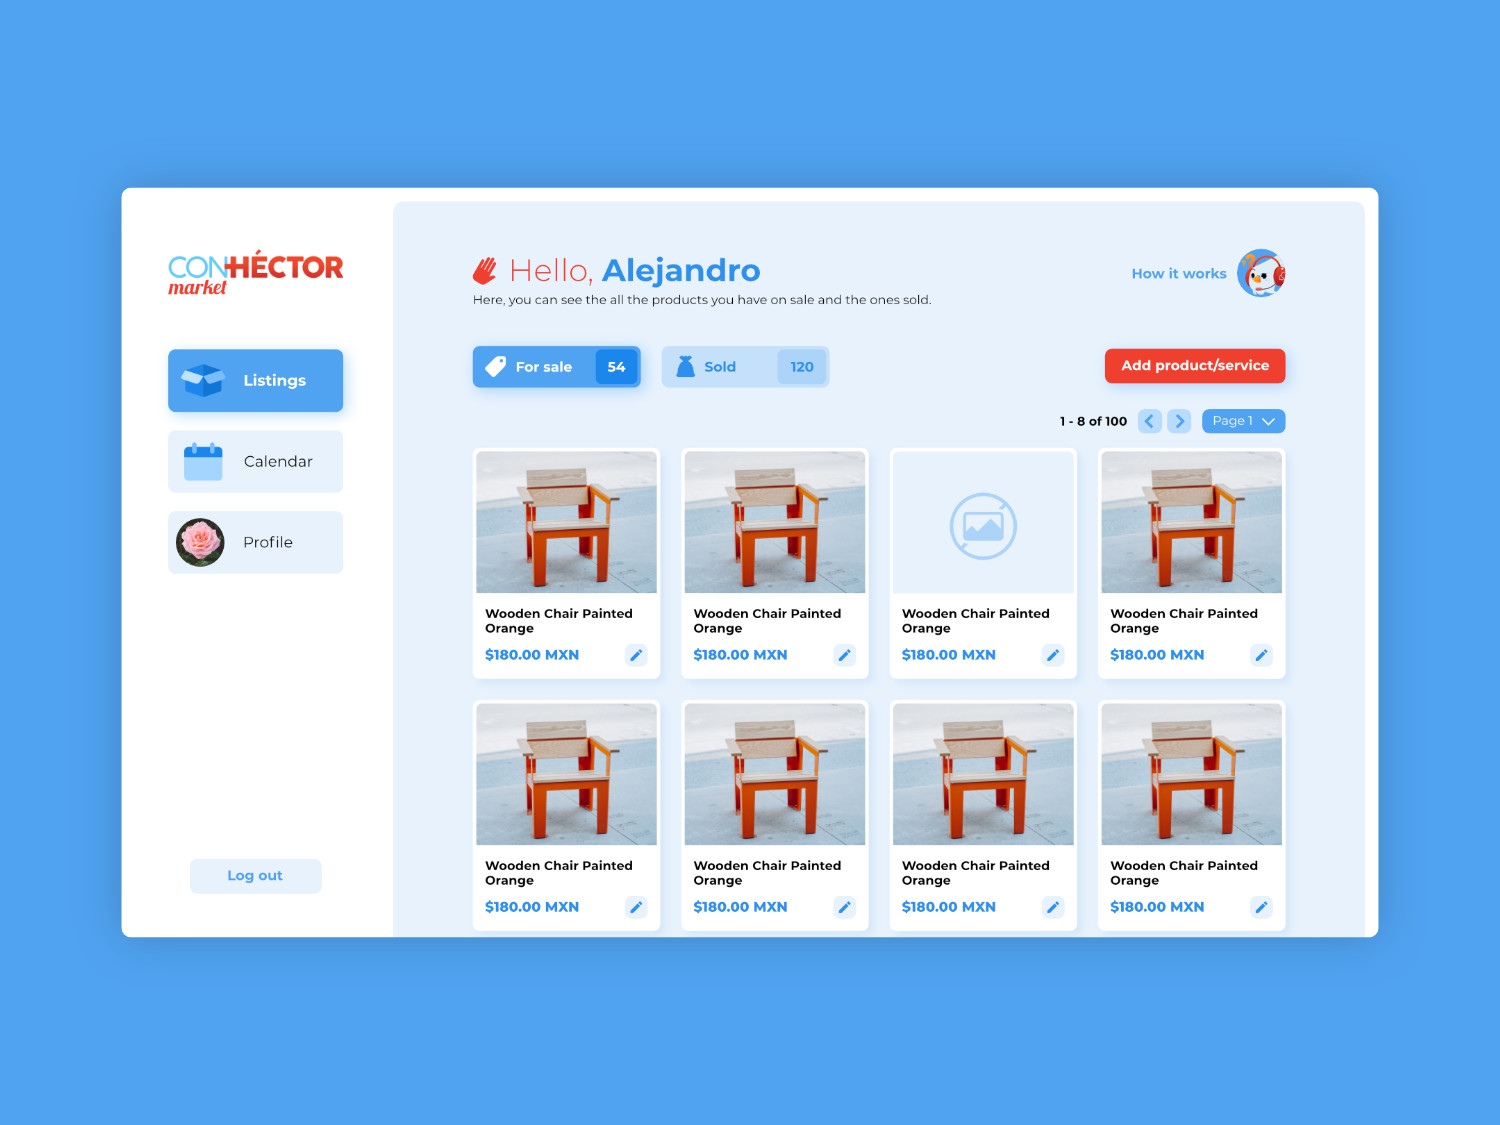 CONHÉCTOR
market
Listings
Calendar
Profile
Log out
Hello, Alejandro
Here, you can see the all the products you have on sale and the ones sold.
How it works
For sale 54
Sold 120
Add product/service
1 - 8 of 100
Page 1
Wooden Chair Painted
Orange
$180.00 MXN
Wooden Chair Painted
Orange
$180.00 MXN
Wooden Chair Painted
Orange
$180.00 MXN
Wooden Chair Painted
Orange
$180.00 MXN
Wooden Chair Painted
Orange
$180.00 MXN
Wooden Chair Painted
Orange
$180.00 MXN
Wooden Chair Painted
Orange
$180.00 MXN
Wooden Chair Painted
Orange
$180.00 MXN